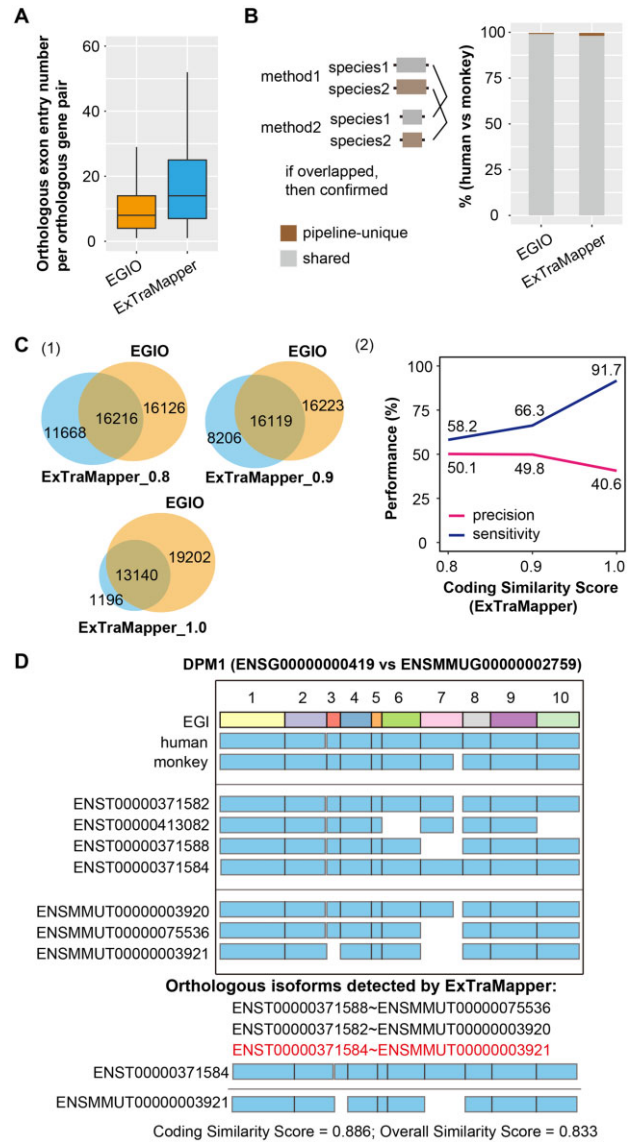 A
Orthologous exon entry number
per orthologous gene pair
60
40
20
0
EGIO
ExTraMapper
B
method1
species1
species2
method2
species1
species2
if overlapped,
then confirmed
pipeline-unique
shared
% (human vs monkey)
100
75
50
25
0
EGIO
ExTraMapper
C
(1)
EGIO
11668
16216
16126
ExTraMapper_0.8
EGIO
8206
16119
16223
ExTraMapper_0.9
EGIO
1196
13140
19202
ExTraMapper_1.0
(2)
Performance (%)
100
75
50
25
0
58.2
66.3
91.7
50.1
49.8
40.6
precision
sensitivity
0.8
0.9
1.0
Coding Similarity Score
(ExTraMapper)
D
DPM1 (ENSG00000000419 vs ENSMMUG00000002759)
1 2 3 4 5 6 7 8 9 10
EGI
human
monkey
ENST00000371582
ENST00000413082
ENST00000371588
ENST00000371584
ENSMMUT00000003920
ENSMMUT00000075536
ENSMMUT00000003921
Orthologous isoforms detected by ExTraMapper:
ENST00000371588~ENSMMUT00000075536
ENST00000371582~ENSMMUT00000003920
ENST00000371584~ENSMMUT00000003921
ENST00000371584
ENSMMUT00000003921
Coding Similarity Score = 0.886; Overall Similarity Score = 0.833